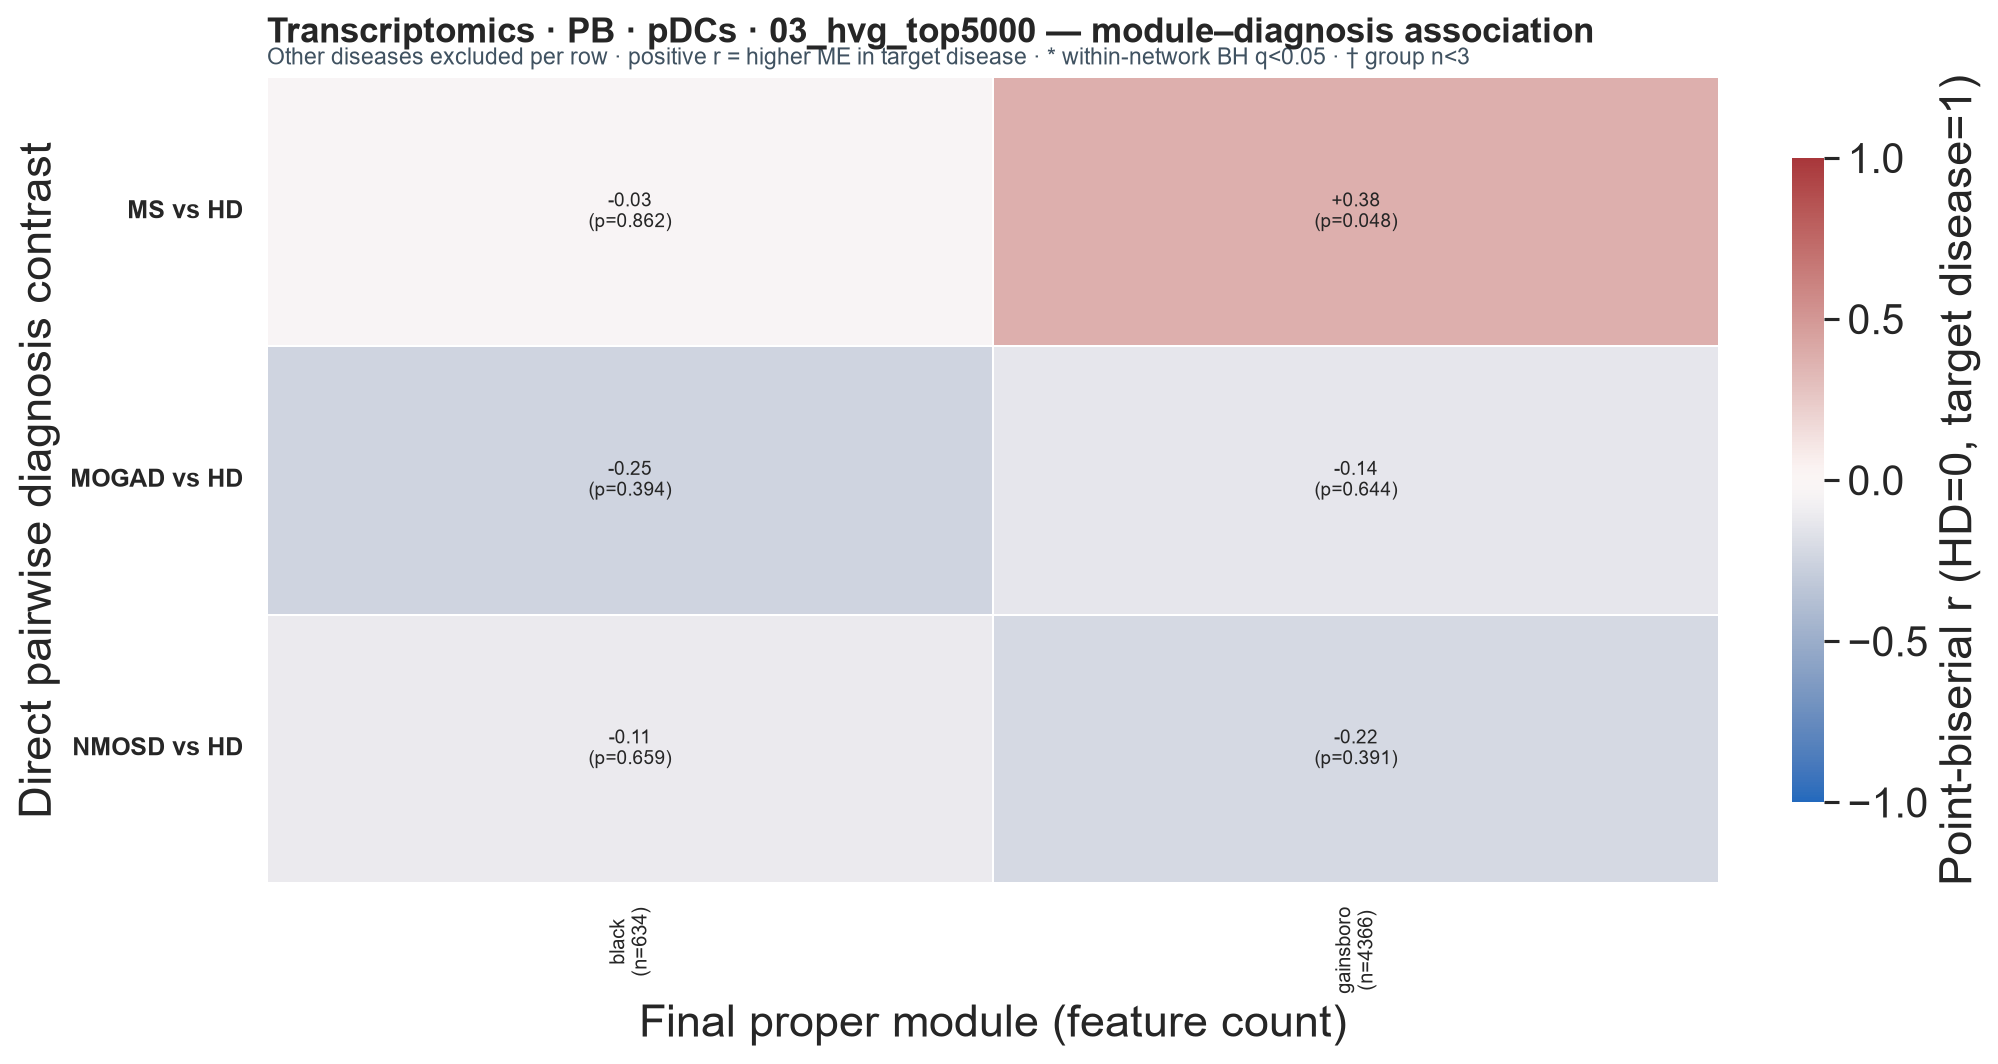 Transcriptomics · PB · pDCs · 03_hvg_top5000 — module–diagnosis association
Other diseases excluded per row · positive r = higher ME in target disease · * within-network BH q<0.05 · † group n<3
Direct pairwise diagnosis contrast
MS vs HD
-0.03
(p=0.862)
+0.38
(p=0.048)
MOGAD vs HD
-0.25
(p=0.394)
-0.14
(p=0.644)
NMOSD vs HD
-0.11
(p=0.659)
-0.22
(p=0.391)
black
(n=634)
gainsboro
(n=4366)
Final proper module (feature count)
1.0
0.5
0.0
−0.5
−1.0
Point-biserial r (HD=0, target disease=1)